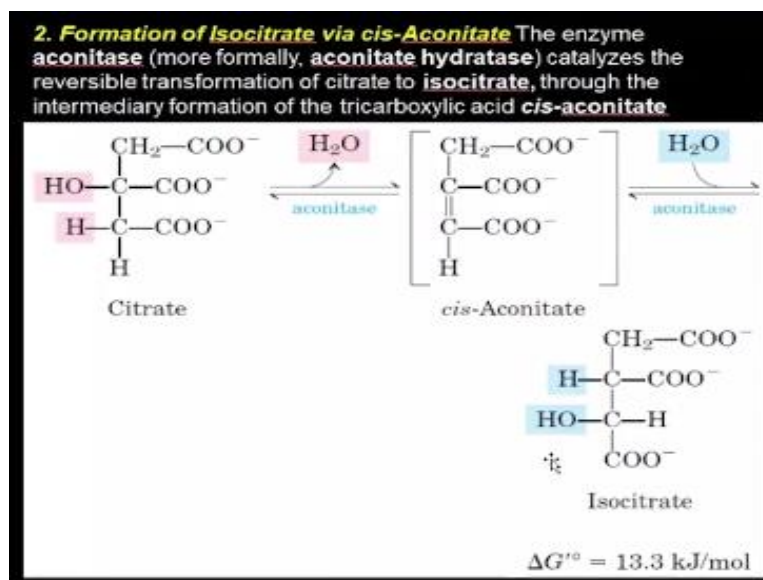 2. Formation of Isocitrate via cis-Aconitate The enzyme
aconitase (more formally, aconitate hydratase) catalyzes the
reversible transformation of citrate to isocitrate, through the
intermediary formation of the tricarboxylic acid cis-aconitate
CH₂—COO⁻
HO—C—COO⁻
H—C—COO⁻
H
Citrate
H₂O
aconitase
CH₂—COO⁻
C—COO⁻
C—COO⁻
H
cis-Aconitate
H₂O
aconitase
CH₂—COO⁻
H—C—COO⁻
HO—C—H
COO⁻
Isocitrate
ΔG′° = 13.3 kJ/mol